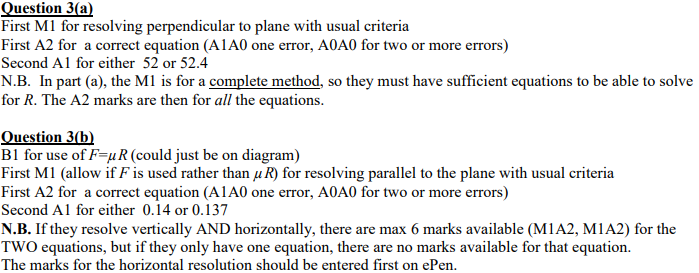 Question 3(a)
First M1 for resolving perpendicular to plane with usual criteria
First A2 for a correct equation (A1A0 one error, A0A0 for two or more errors)
Second A1 for either 52 or 52.4
N.B. In part (a), the M1 is for a complete method, so they must have sufficient equations to be able to solve
for R. The A2 marks are then for all the equations.
Question 3(b)
B1 for use of F=μR (could just be on diagram)
First M1 (allow if F is used rather than μR) for resolving parallel to the plane with usual criteria
First A2 for a correct equation (A1A0 one error, A0A0 for two or more errors)
Second A1 for either 0.14 or 0.137
N.B. If they resolve vertically AND horizontally, there are max 6 marks available (M1A2, M1A2) for the
TWO equations, but if they only have one equation, there are no marks available for that equation.
The marks for the horizontal resolution should be entered first on ePen.